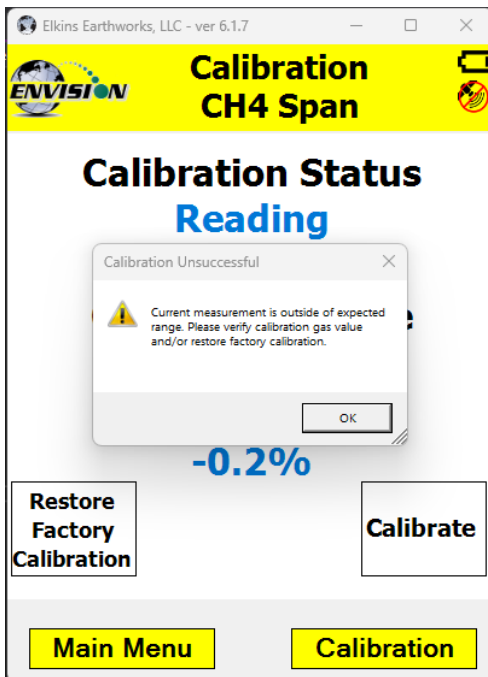 Elkins Earthworks, LLC - ver 6.1.7
ENVISION
Calibration
CH4 Span
Calibration Status
Reading
Calibration Unsuccessful
Current measurement is outside of expected
range. Please verify calibration gas value
and/or restore factory calibration.
OK
-0.2%
Restore
Factory
Calibration
Calibrate
Main Menu
Calibration